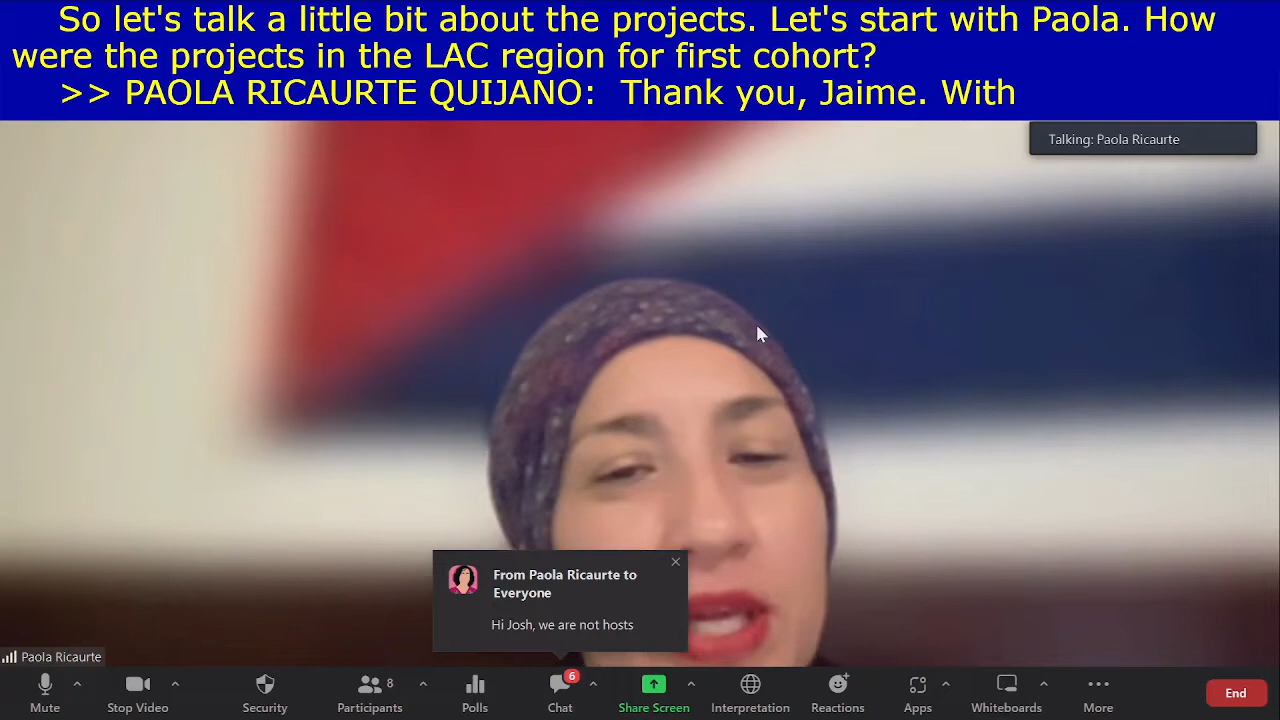 So let's talk a little bit about the projects. Let's start with Paola. How
were the projects in the LAC region for first cohort?
>> PAOLA RICAURTE QUIJANO: Thank you, Jaime. With
Talking: Paola Ricaurte
From Paola Ricaurte to
Everyone
Hi Josh, we are not hosts
Paola Ricaurte
6
8
Mute
Stop Video
Security
Participants
Polls
Chat
Share Screen
Interpretation
Reactions
Apps
Whiteboards
More
End